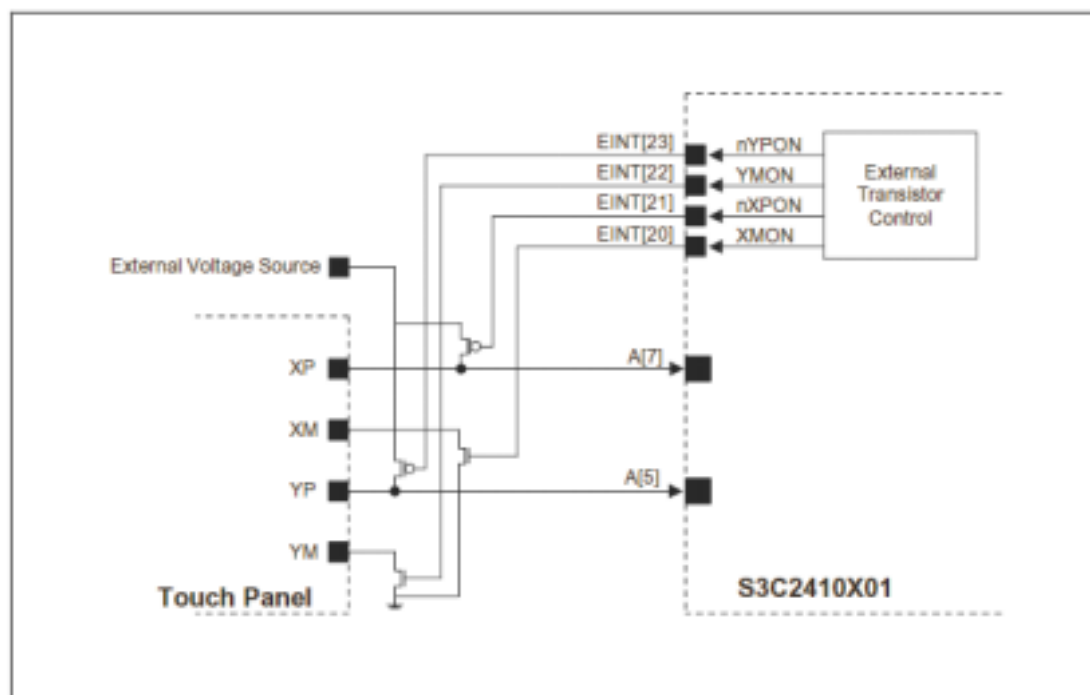 EINT[23]
nYPON
EINT[22]
YMON
EINT[21]
nXPON
EINT[20]
XMON
External
Transistor
Control
External Voltage Source
XP
A[7]
XM
YP
A[5]
YM
Touch Panel
S3C2410X01